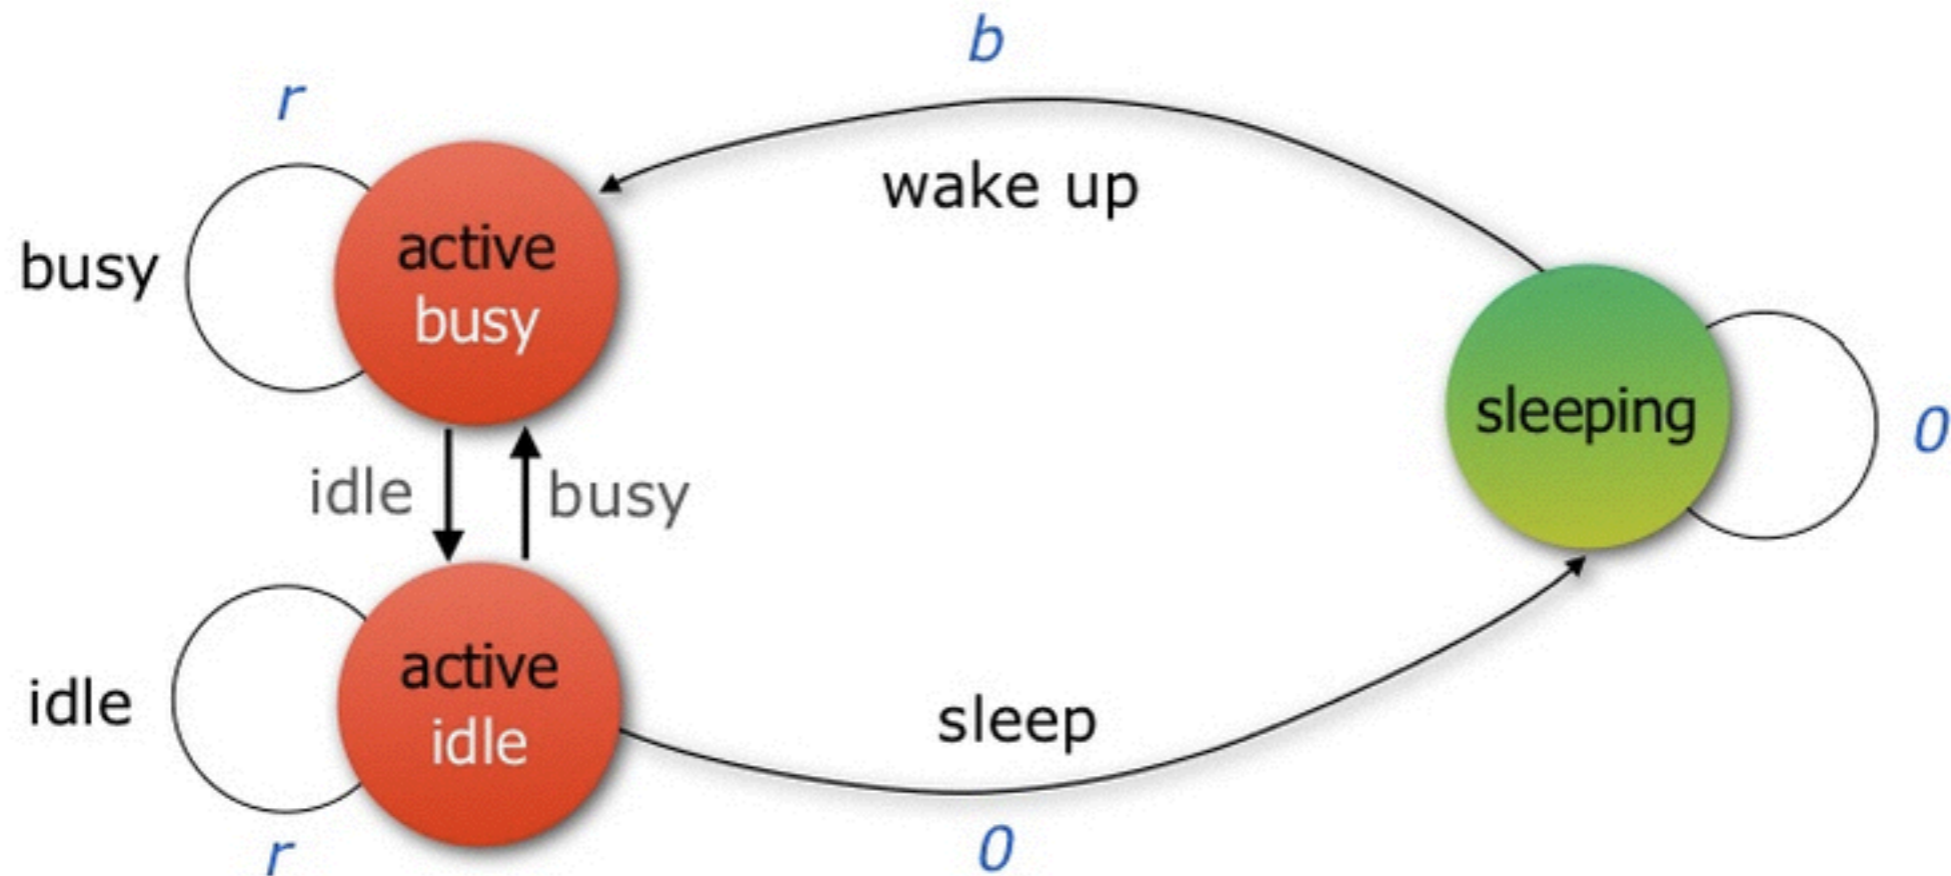 b
r
wake up
active
busy
busy
sleeping
0
idle
busy
active
idle
idle
sleep
0
r